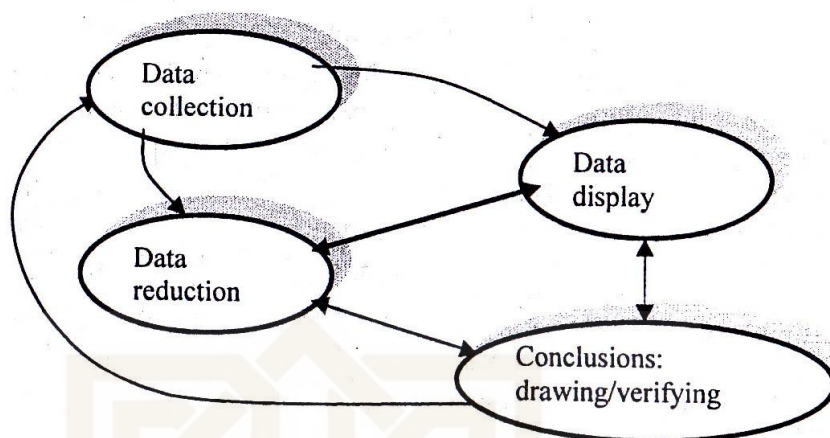 Data
collection
Data
display
Data
reduction
Conclusions:
drawing/verifying